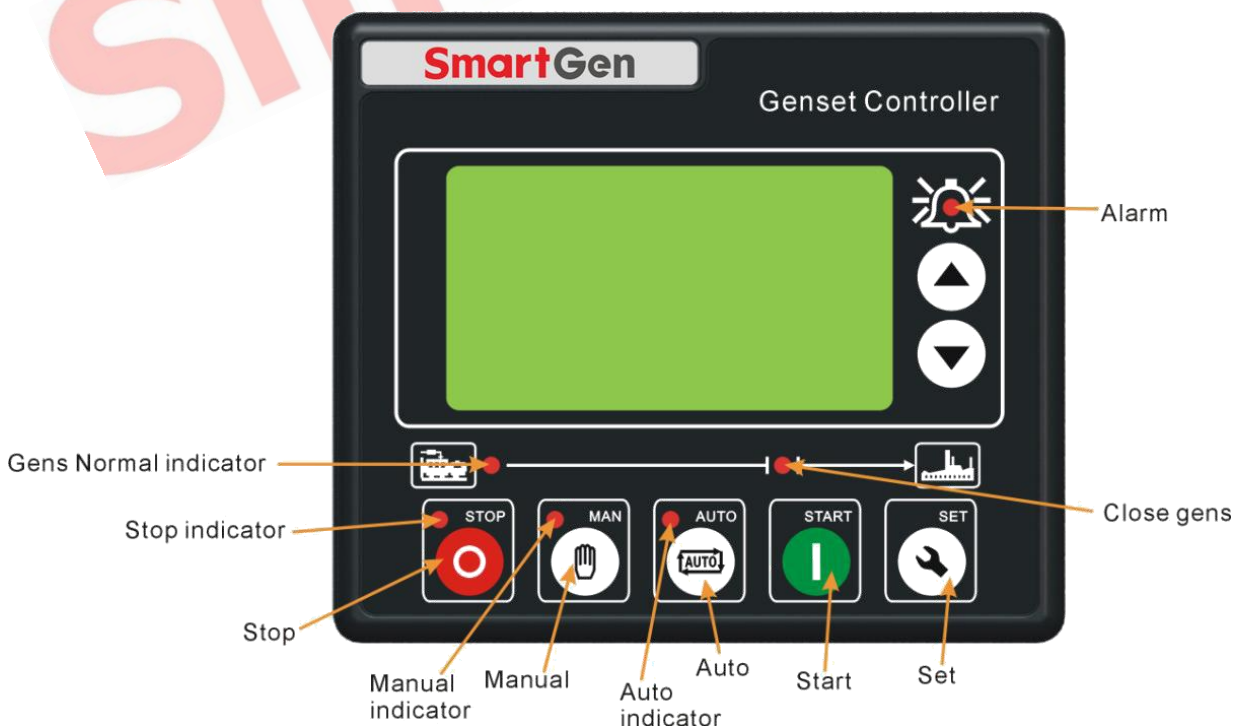 SmartGen
Genset Controller
Alarm
Gens Normal indicator
Close gens
Stop indicator
STOP
MAN
AUTO
START
SET
AUTO
Stop
Manual
indicator
Manual
Auto
indicator
Auto
Start
Set